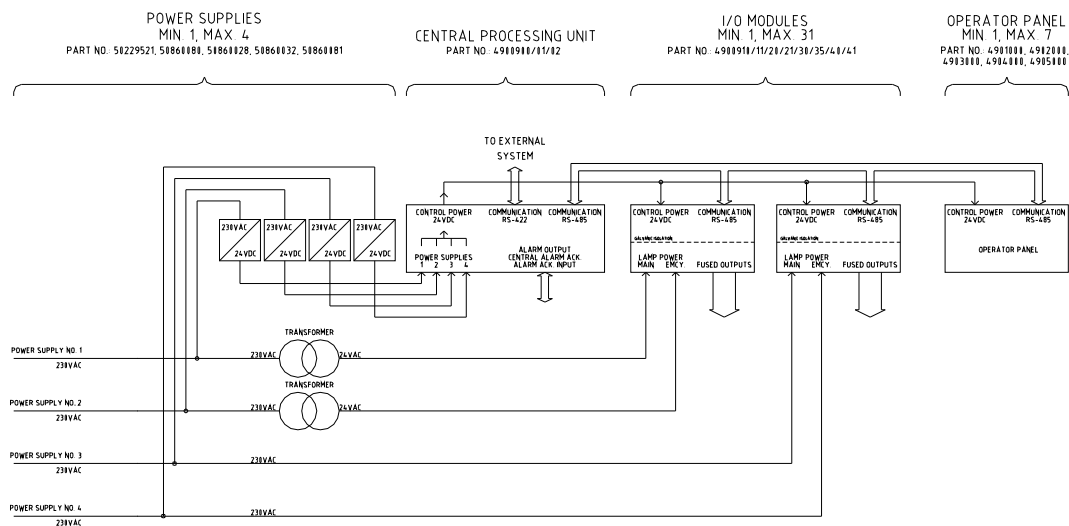 POWER SUPPLIES
MIN. 1, MAX. 4
PART NO.: 50229521, 50860080, 50860028, 50860032, 50860081
CENTRAL PROCESSING UNIT
PART NO.: 4900900/01/02
I/O MODULES
MIN. 1, MAX. 31
PART NO.: 4900910/11/20/21/30/35/40/41
OPERATOR PANEL
MIN. 1, MAX. 7
PART NO.: 4901000, 4902000,
4903000, 4904000, 4905000
TO EXTERNAL
SYSTEM
230VAC
24VDC
230VAC
24VDC
230VAC
24VDC
230VAC
24VDC
CONTROL POWER
24VDC
COMMUNICATION
RS-422
COMMUNICATION
RS-485
POWER SUPPLIES
1 2 3 4
ALARM OUTPUT
CENTRAL ALARM ACK.
ALARM ACK. INPUT
CONTROL POWER
24VDC
COMMUNICATION
RS-485
GALVANIC ISOLATION
LAMP POWER
MAIN EMCY.
FUSED OUTPUTS
CONTROL POWER
24VDC
COMMUNICATION
RS-485
GALVANIC ISOLATION
LAMP POWER
MAIN EMCY.
FUSED OUTPUTS
CONTROL POWER
24VDC
COMMUNICATION
RS-485
OPERATOR PANEL
TRANSFORMER
POWER SUPPLY NO. 1
230VAC
230VAC
24VAC
TRANSFORMER
POWER SUPPLY NO. 2
230VAC
230VAC
24VAC
POWER SUPPLY NO. 3
230VAC
230VAC
POWER SUPPLY NO. 4
230VAC
230VAC